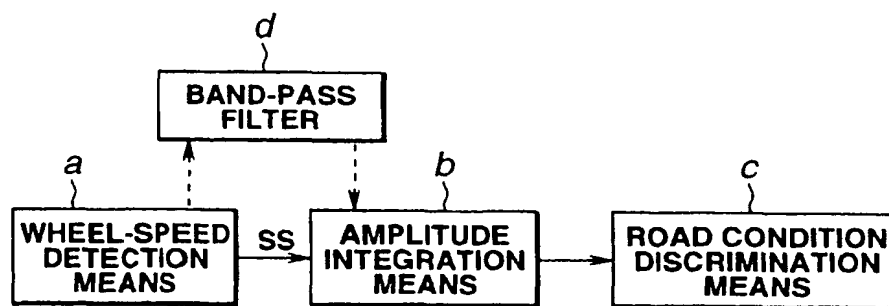 d
BAND-PASS
FILTER
a
b
c
WHEEL-SPEED
DETECTION
MEANS
SS
AMPLITUDE
INTEGRATION
MEANS
ROAD CONDITION
DISCRIMINATION
MEANS